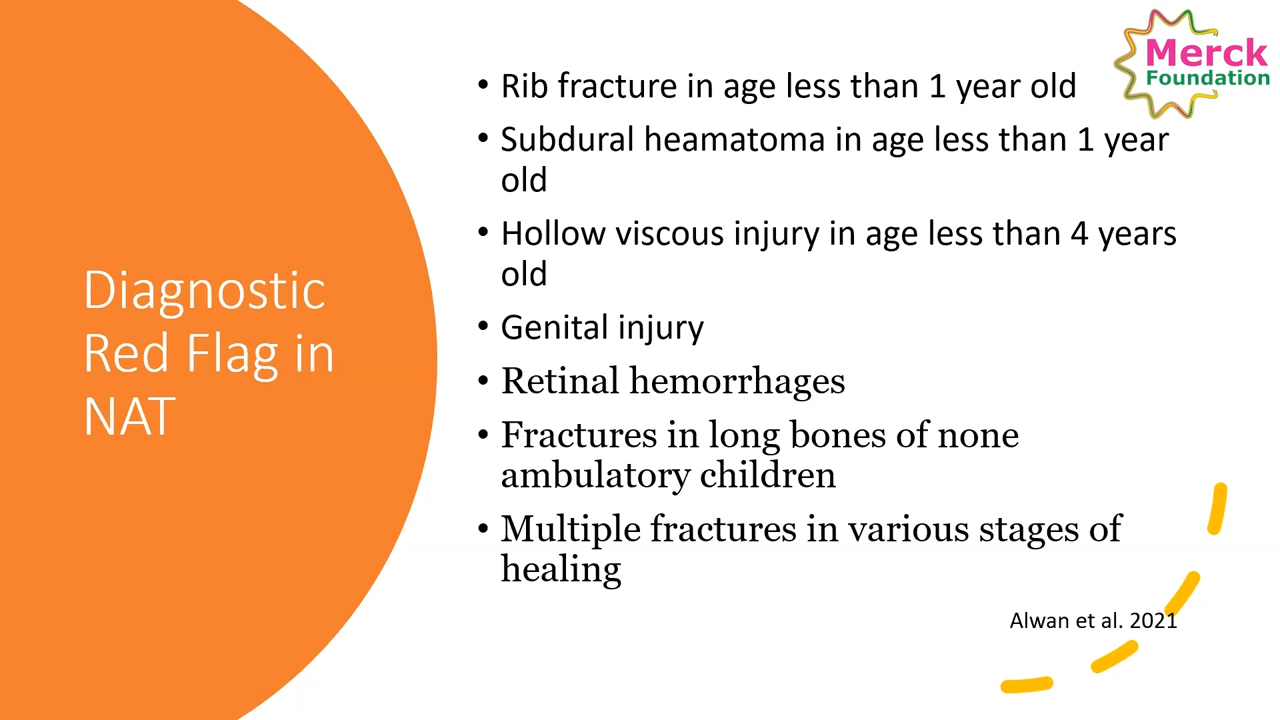 Merck
Foundation
Diagnostic
Red Flag in
NAT
• Rib fracture in age less than 1 year old
• Subdural heamatoma in age less than 1 year
old
• Hollow viscous injury in age less than 4 years
old
• Genital injury
• Retinal hemorrhages
• Fractures in long bones of none
ambulatory children
• Multiple fractures in various stages of
healing
Alwan et al. 2021